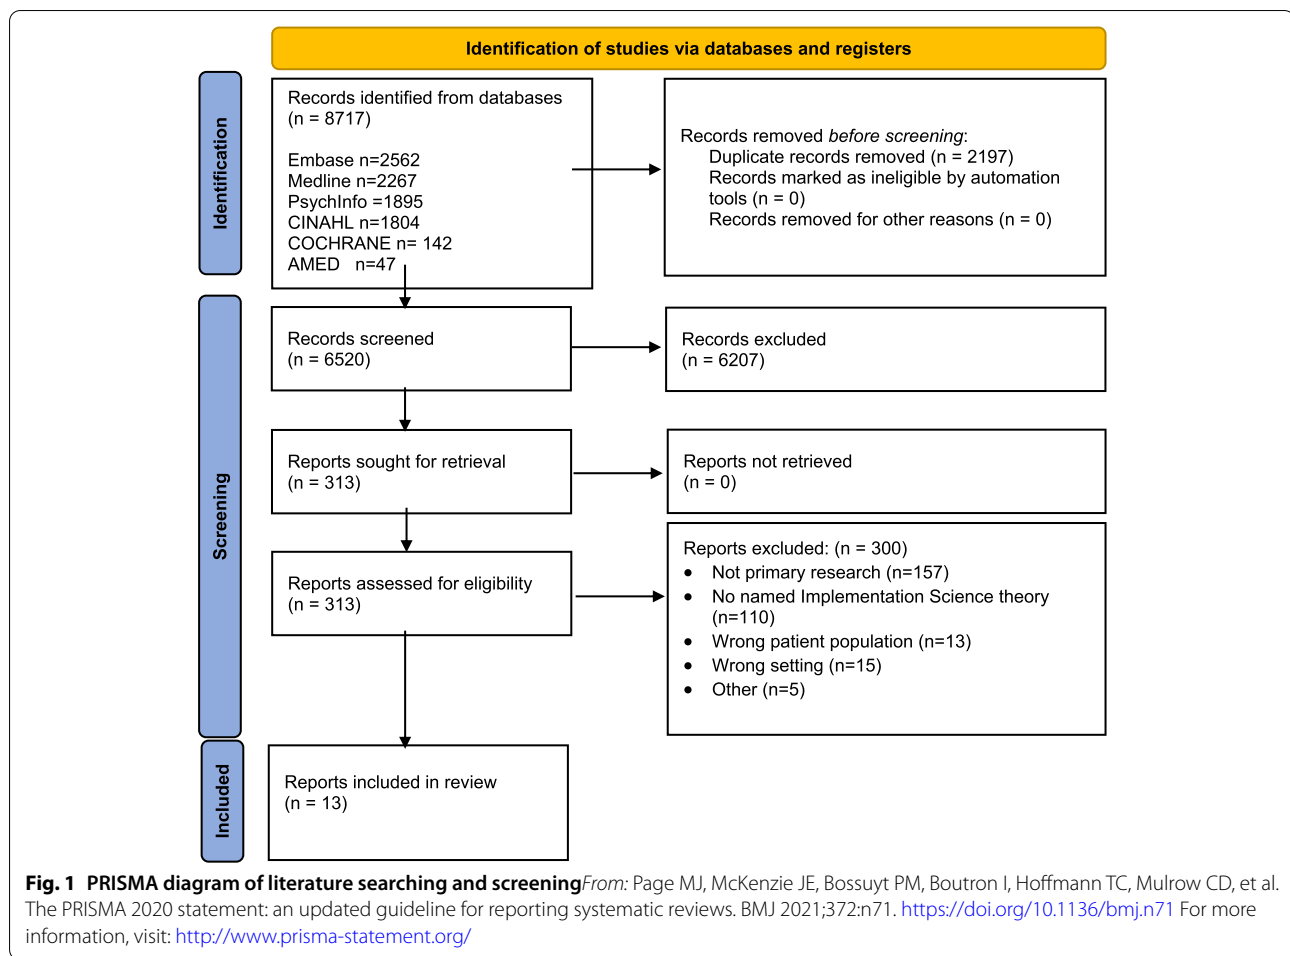 Identification of studies via databases and registers
Identification
Records identified from databases
(n = 8717)
Embase n=2562
Medline n=2267
PsychInfo =1895
CINAHL n=1804
COCHRANE n= 142
AMED n=47
Records removed before screening:
Duplicate records removed (n = 2197)
Records marked as ineligible by automation
tools (n = 0)
Records removed for other reasons (n = 0)
Screening
Records screened
(n = 6520)
Records excluded
(n = 6207)
Reports sought for retrieval
(n = 313)
Reports not retrieved
(n = 0)
Reports assessed for eligibility
(n = 313)
Reports excluded: (n = 300)
• Not primary research (n=157)
• No named Implementation Science theory
(n=110)
• Wrong patient population (n=13)
• Wrong setting (n=15)
• Other (n=5)
Included
Reports included in review
(n = 13)
Fig. 1 PRISMA diagram of literature searching and screeningFrom: Page MJ, McKenzie JE, Bossuyt PM, Boutron I, Hoffmann TC, Mulrow CD, et al.
The PRISMA 2020 statement: an updated guideline for reporting systematic reviews. BMJ 2021;372:n71. https://doi.org/10.1136/bmj.n71 For more
information, visit: http://www.prisma-statement.org/